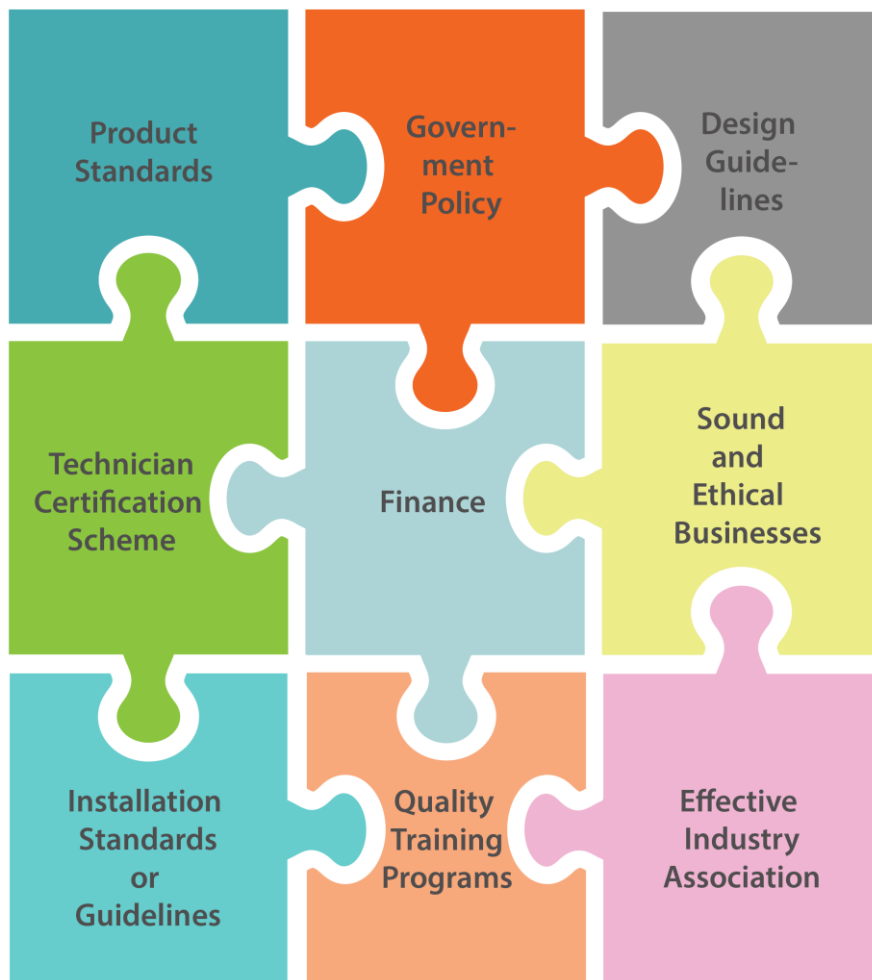 Product
Standards
Govern-
ment
Policy
Design
Guide-
lines
Technician
Certification
Scheme
Finance
Sound
and
Ethical
Businesses
Installation
Standards
or
Guidelines
Quality
Training
Programs
Effective
Industry
Association